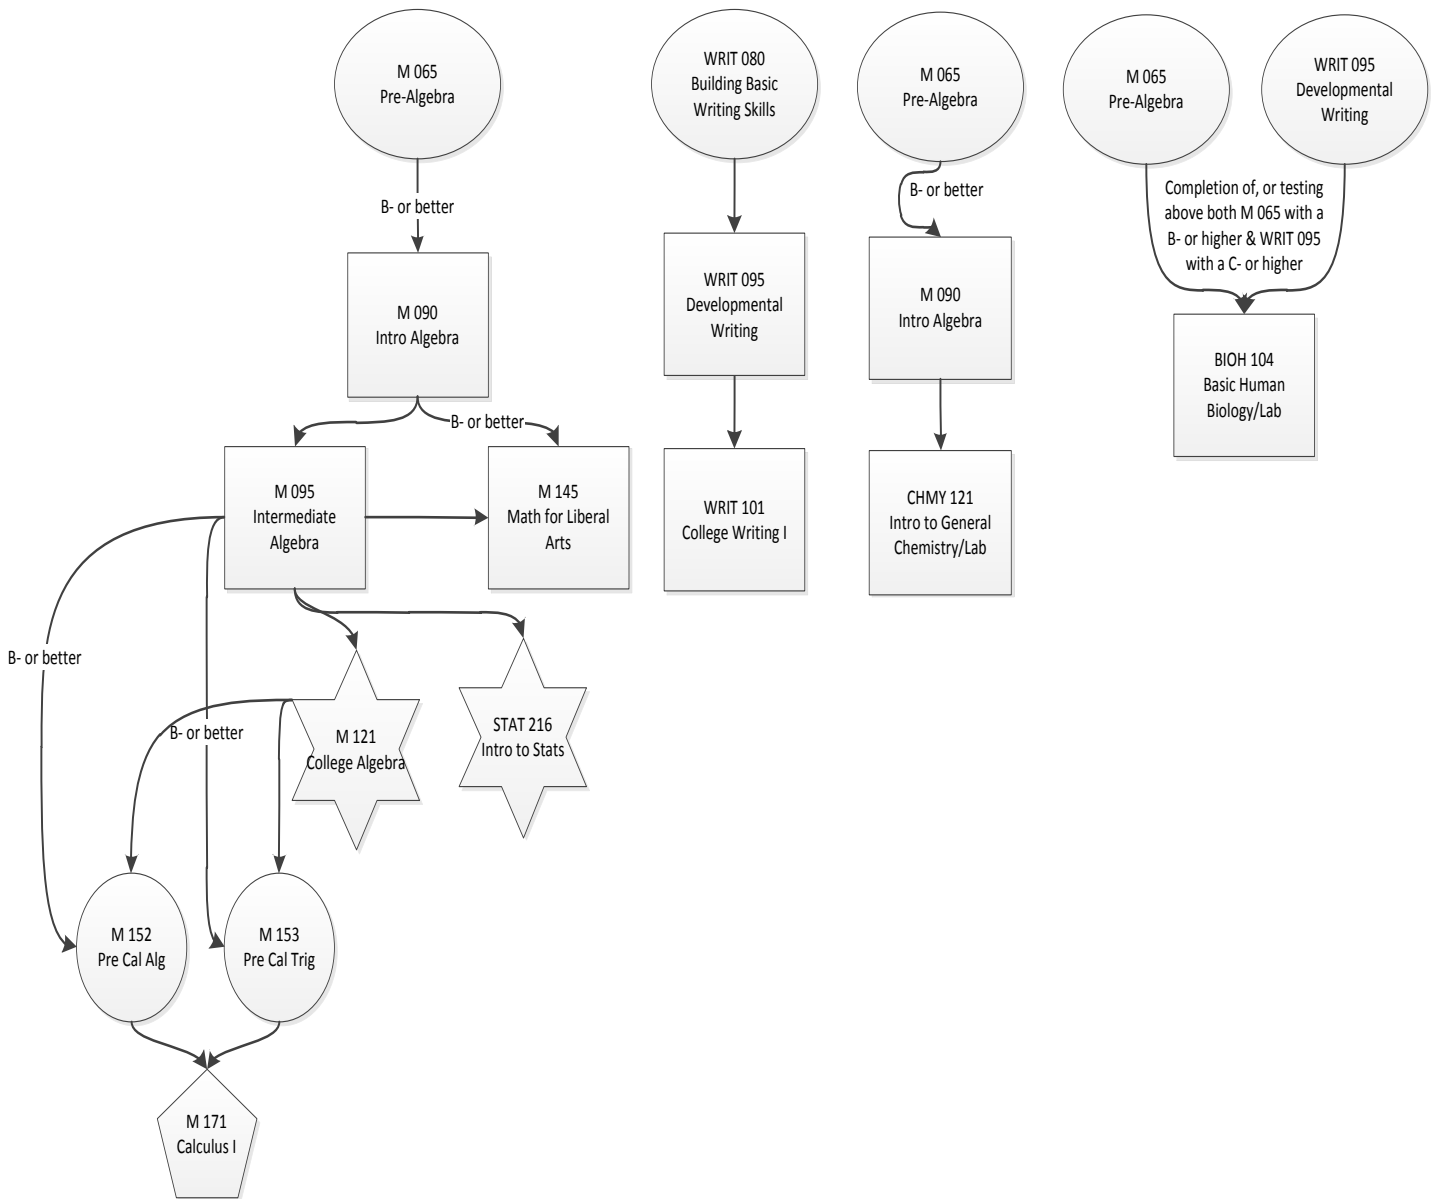 M 065
Pre-Algebra
B- or better
M 090
Intro Algebra
B- or better
M 095
Intermediate
Algebra
M 145
Math for Liberal
Arts
B- or better
B- or better
M 121
College Algebra
STAT 216
Intro to Stats
M 152
Pre Cal Alg
M 153
Pre Cal Trig
M 171
Calculus I
WRIT 080
Building Basic
Writing Skills
WRIT 095
Developmental
Writing
WRIT 101
College Writing I
M 065
Pre-Algebra
B- or better
M 090
Intro Algebra
CHMY 121
Intro to General
Chemistry/Lab
M 065
Pre-Algebra
WRIT 095
Developmental
Writing
Completion of, or testing
above both M 065 with a
B- or higher & WRIT 095
with a C- or higher
BIOH 104
Basic Human
Biology/Lab